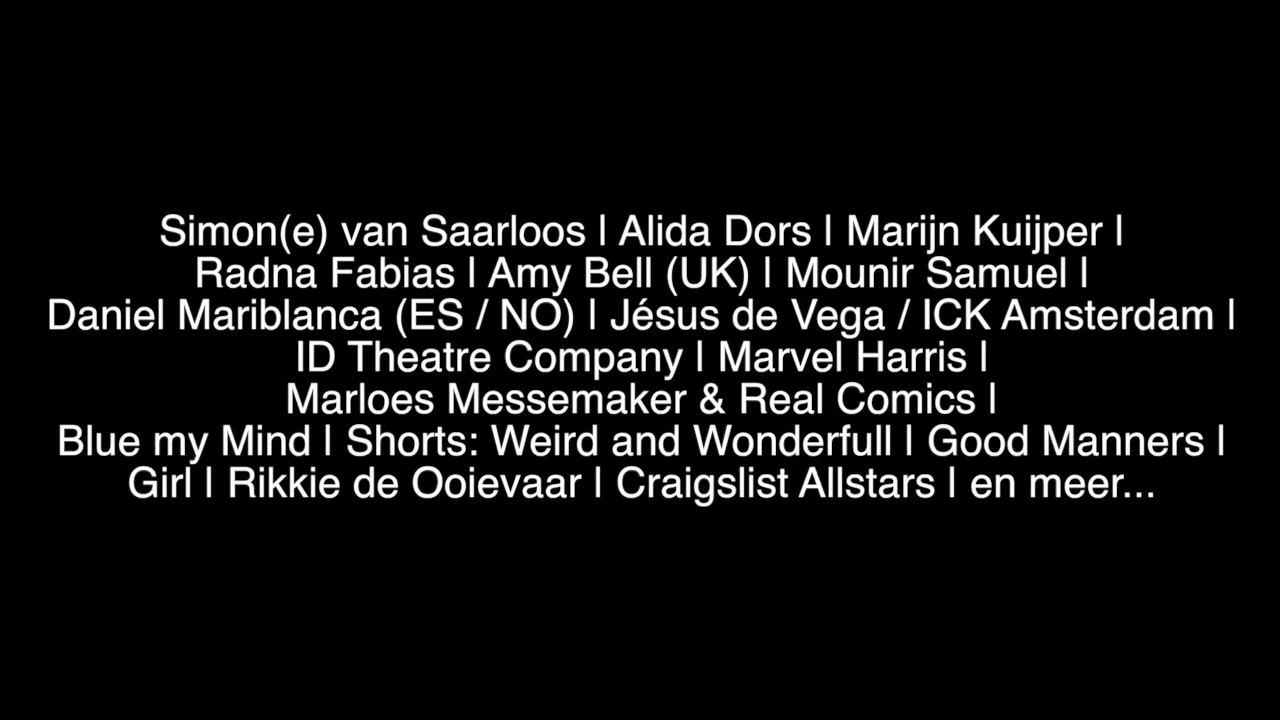 Simon(e) van Saarloos | Alida Dors | Marijn Kuijper |
Radna Fabias | Amy Bell (UK) | Mounir Samuel |
Daniel Mariblanca (ES / NO) | Jésus de Vega / ICK Amsterdam |
ID Theatre Company | Marvel Harris |
Marloes Messemaker & Real Comics |
Blue my Mind | Shorts: Weird and Wonderfull | Good Manners |
Girl | Rikkie de Ooievaar | Craigslist Allstars | en meer...